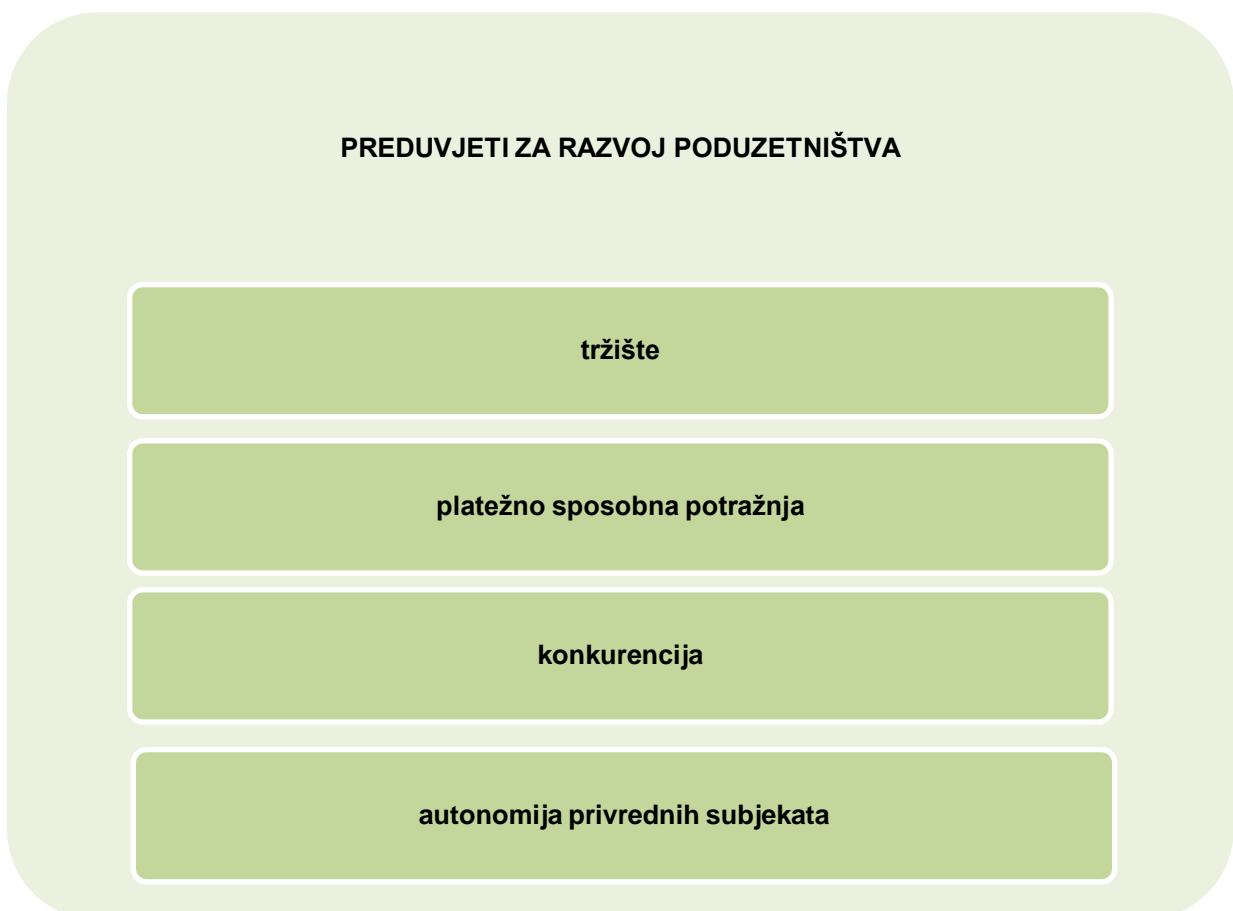 PREDUVJETI ZA RAZVOJ PODUZETNIŠTVA
tržište
platežno sposobna potražnja
konkurencija
autonomija privrednih subjekata